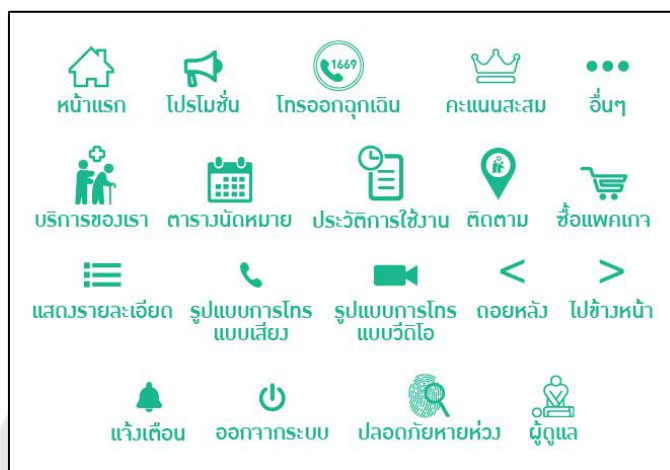 1669
หน้าแรก โปรโมชั่น โทรออกฉุกเฉิน คะแนนสะสม อื่นๆ
บริการของเรา ตารางนัดหมาย ประวัติการใช้งาน ติดตาม ซื้อแพคเกจ
< >
แสดงรายละเอียด รูปแบบการโทร รูปแบบการโทร ถอยหลัง ไปข้างหน้า
แบบเสียง แบบวีดิโอ
แจ้งเตือน ออกจากระบบ ปลอดภัยหายห่วง ผู้ดูแล